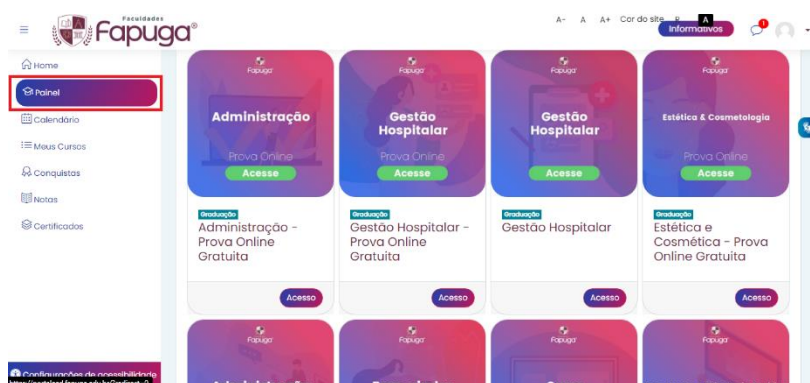 Faculdades
Fapuga®
A- A A+ Cor do site R A
Informativos
1
Home
Painel
Calendário
Meus Cursos
Conquistas
Notas
Certificados
Configurações de acessibilidade
Fapuga
Administração
Prova Online
Acesse
Graduação
Administração -
Prova Online
Gratuita
Acesso
Fapuga
Gestão
Hospitalar
Prova Online
Acesse
Graduação
Gestão Hospitalar -
Prova Online
Gratuita
Acesso
Fapuga
Gestão
Hospitalar
Prova Online
Acesse
Graduação
Gestão Hospitalar
Acesso
Fapuga
Estética & Cosmetologia
Prova Online
Acesse
Graduação
Estética e
Cosmética - Prova
Online Gratuita
Acesso
Fapuga
Fapuga
Fapuga
Fapuga